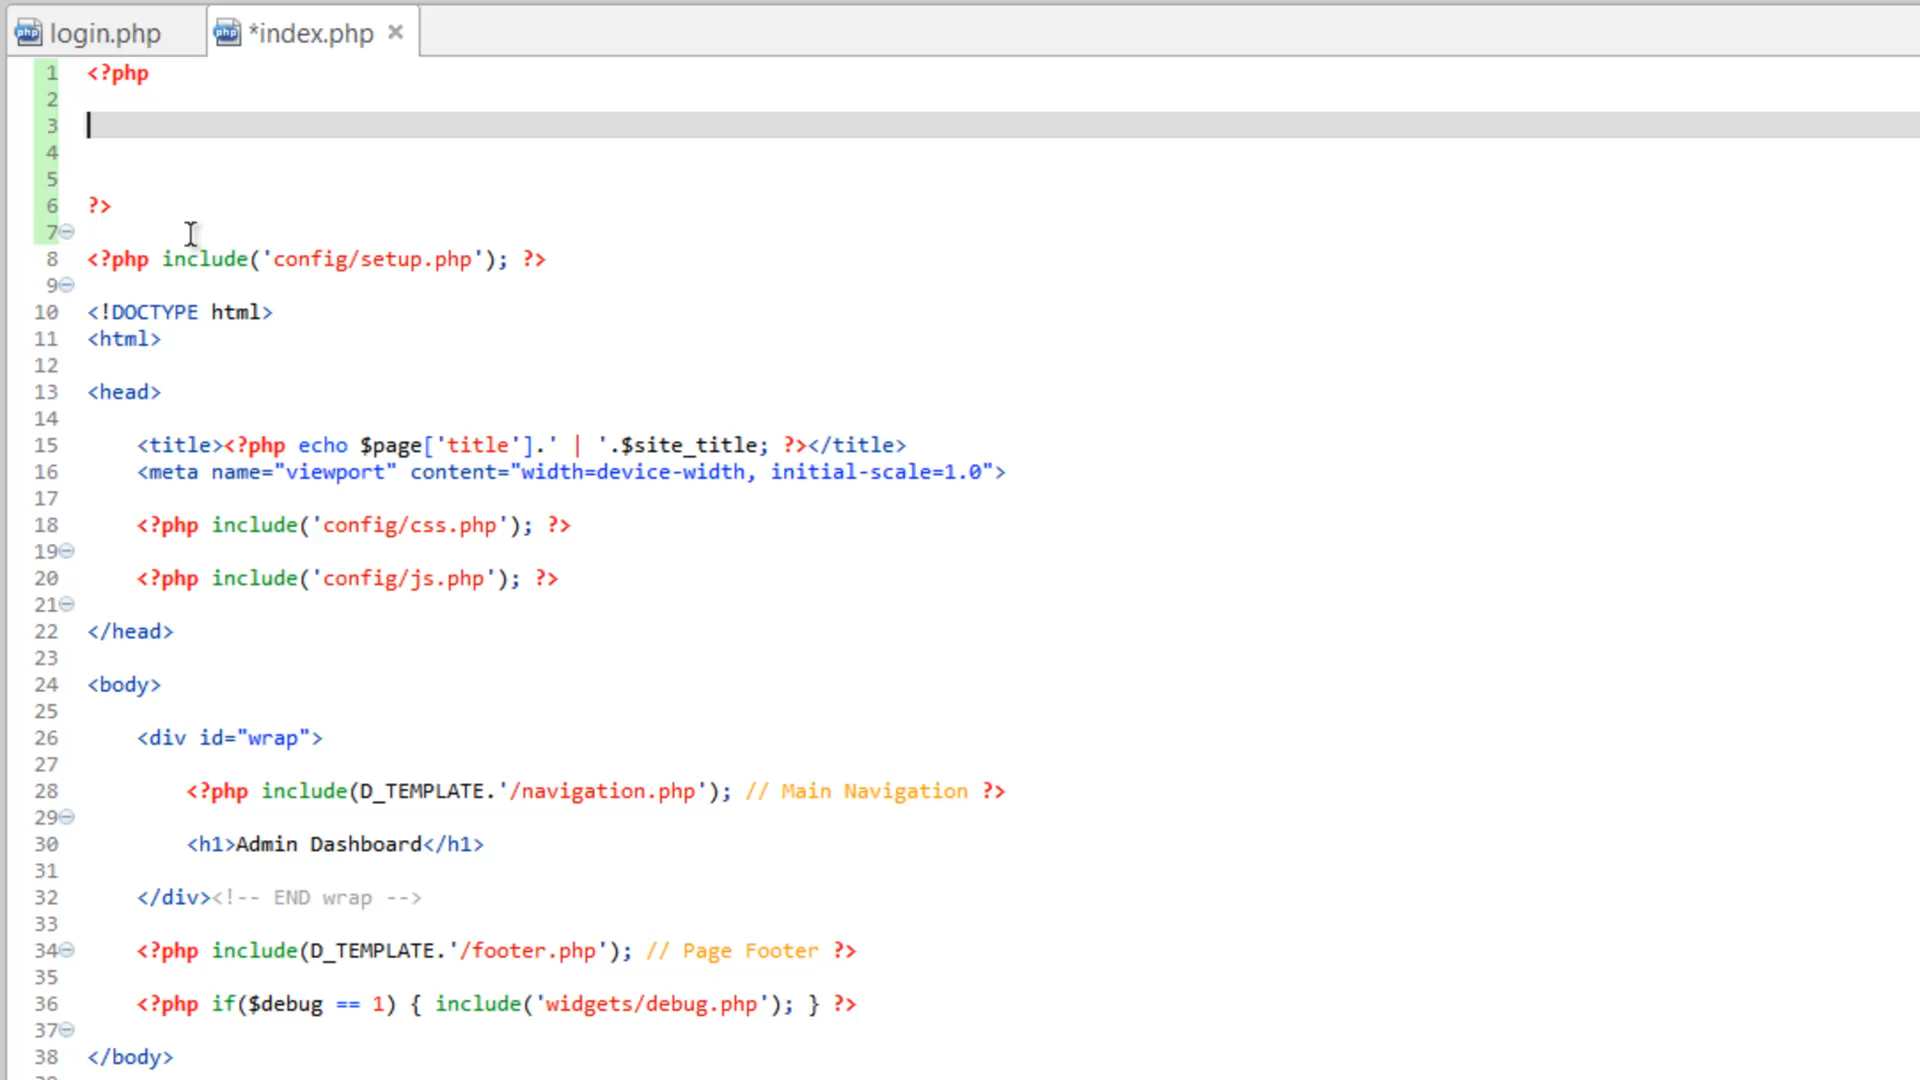 php login.php php *index.php
1 <?php
2
3
4
5
6 ?>
7
8 <?php include('config/setup.php'); ?>
9
10 <!DOCTYPE html>
11 <html>
12
13 <head>
14
15 <title><?php echo $page['title'].' | '.$site_title; ?></title>
16 <meta name="viewport" content="width=device-width, initial-scale=1.0">
17
18 <?php include('config/css.php'); ?>
19
20 <?php include('config/js.php'); ?>
21
22 </head>
23
24 <body>
25
26 <div id="wrap">
27
28 <?php include(D_TEMPLATE.'/navigation.php'); // Main Navigation ?>
29
30 <h1>Admin Dashboard</h1>
31
32 </div><!-- END wrap -->
33
34 <?php include(D_TEMPLATE.'/footer.php'); // Page Footer ?>
35
36 <?php if($debug == 1) { include('widgets/debug.php'); } ?>
37
38 </body>